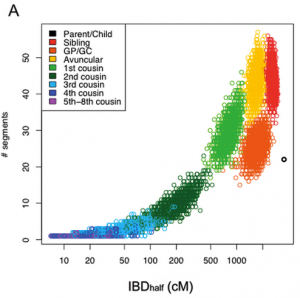 A
Parent/Child
Sibling
GP/GC
Avuncular
1st cousin
2nd cousin
3rd cousin
4th cousin
5th-8th cousin
# segments
50
40
30
20
10
0
10 20 50 100 200 500 1000
IBDhalf (cM)